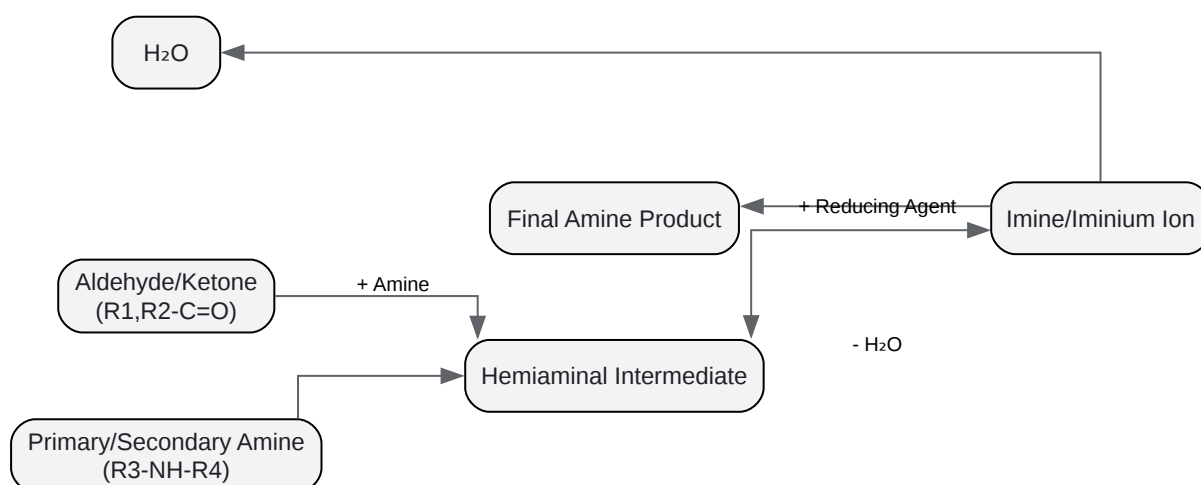 H₂O
Final Amine Product
+ Reducing Agent
Imine/Iminium Ion
Aldehyde/Ketone
(R1,R2-C=O)
+ Amine
- H₂O
Hemiaminal Intermediate
Primary/Secondary Amine
(R3-NH-R4)